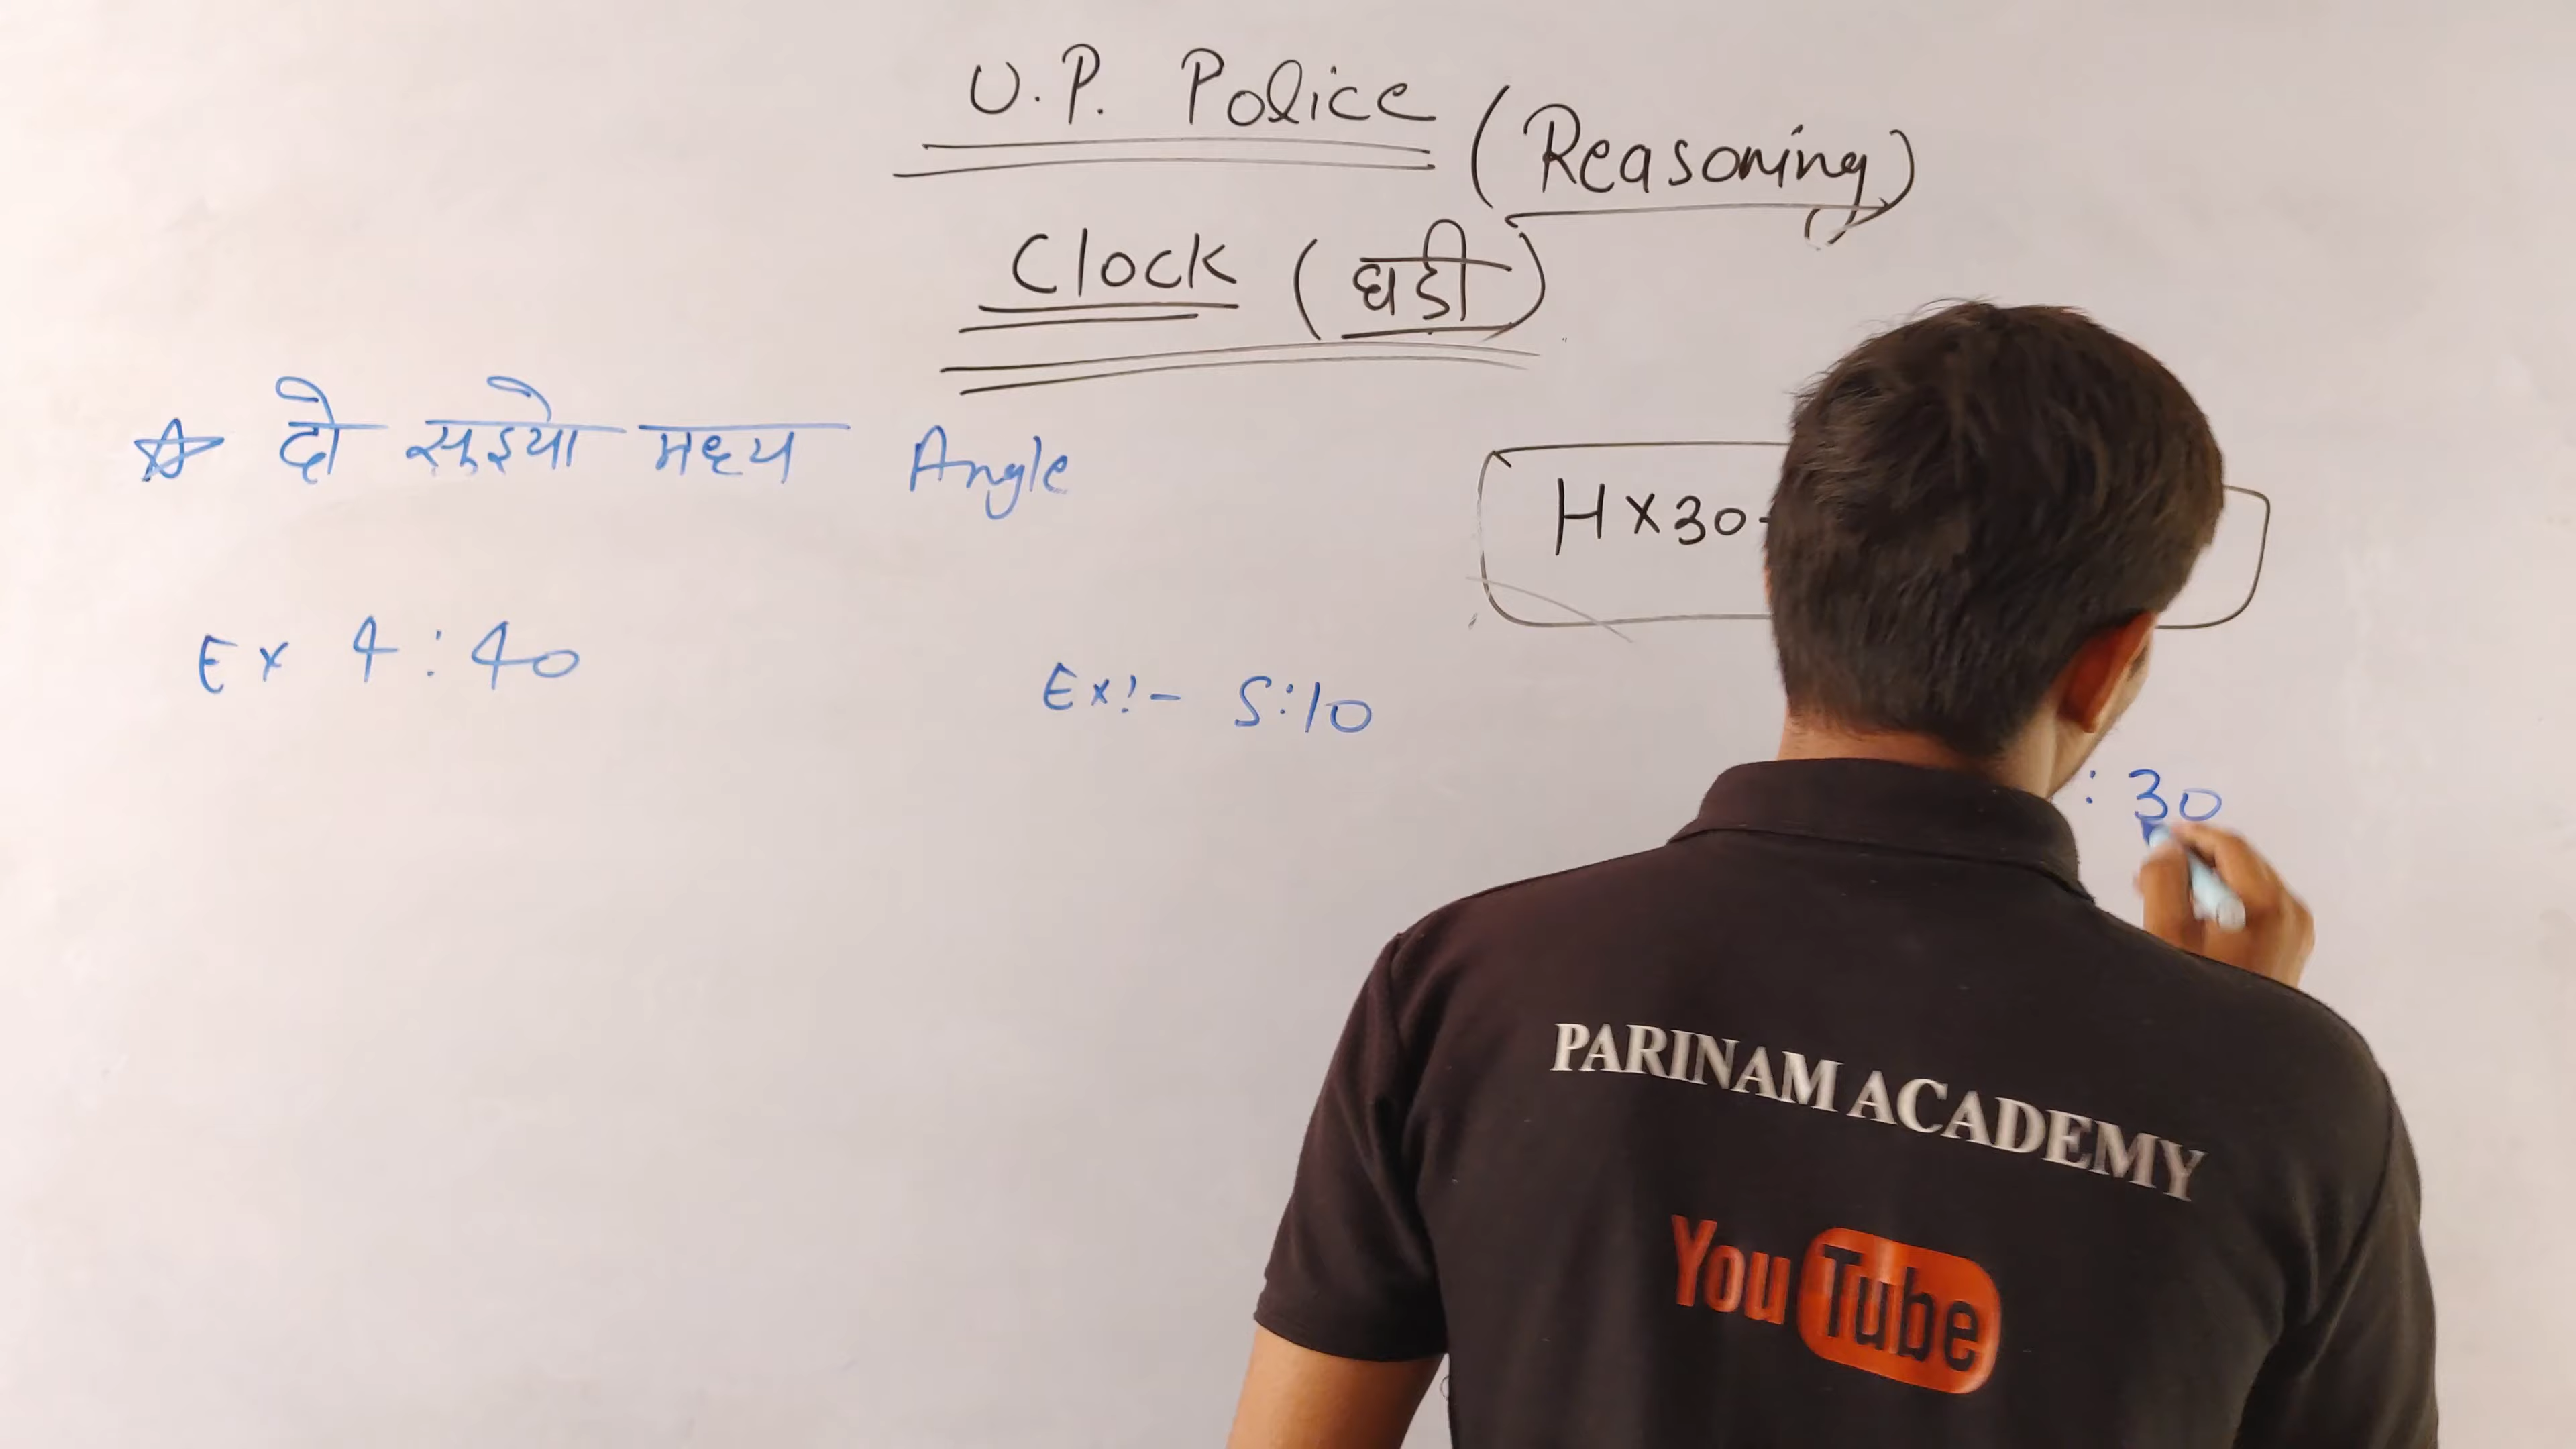 U.P. Police (Reasoning)
Clock (घडी)
☆ दो सूइयो मध्य Angle
H×30-
Ex 4:40
Ex:- 5:10
: 30
PARINAM ACADEMY
YouTube